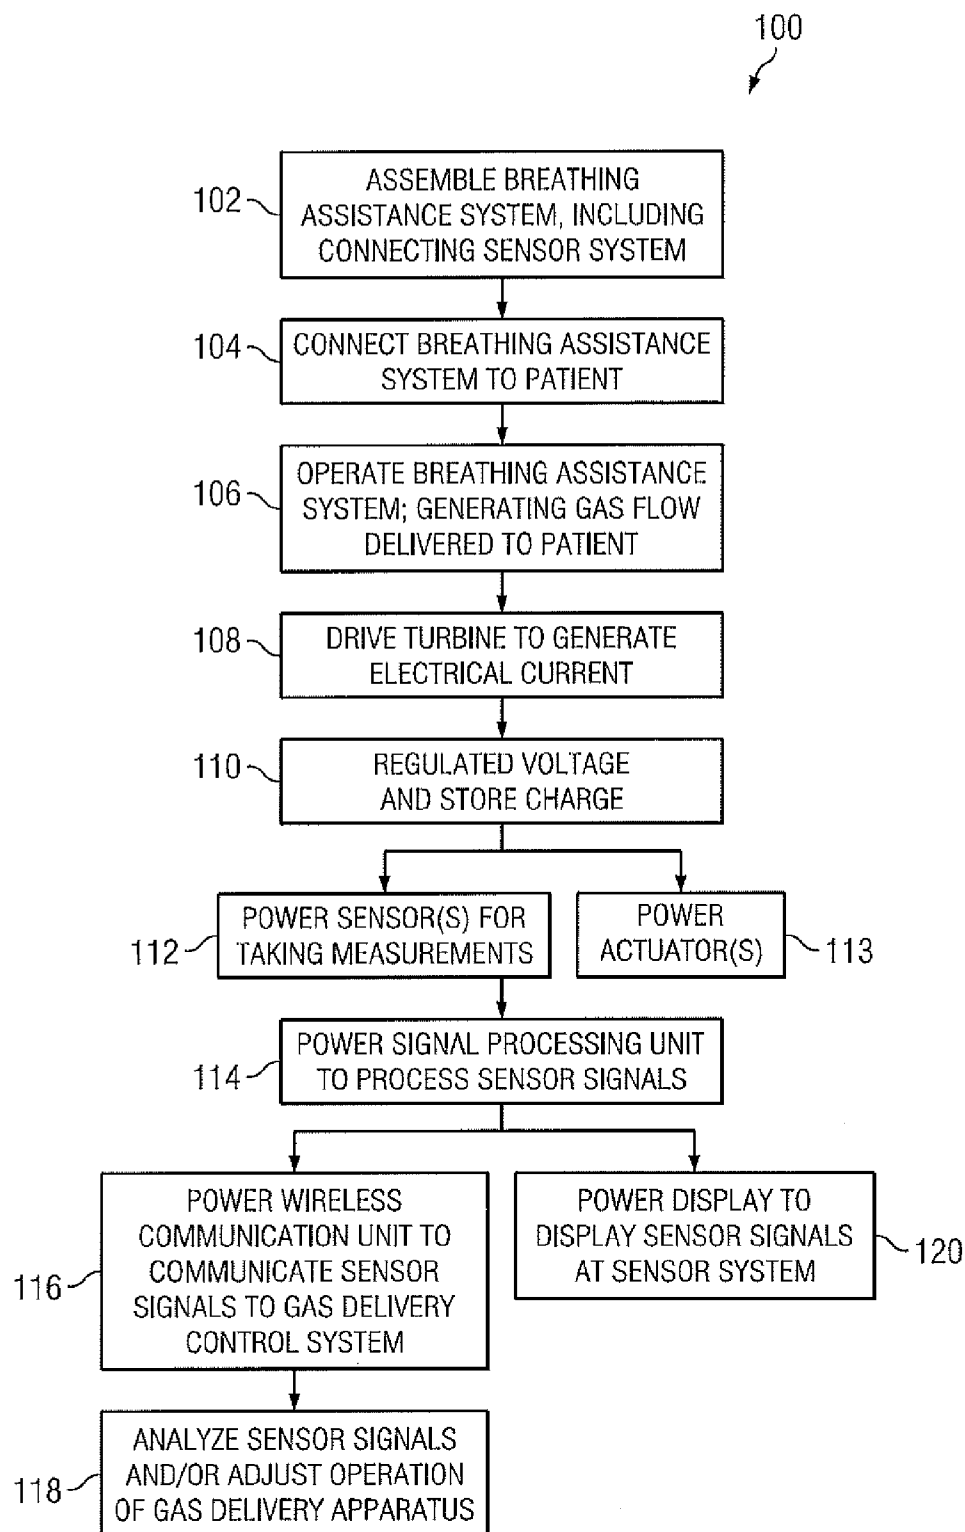 100
102
ASSEMBLE BREATHING
ASSISTANCE SYSTEM, INCLUDING
CONNECTING SENSOR SYSTEM
104
CONNECT BREATHING ASSISTANCE
SYSTEM TO PATIENT
106
OPERATE BREATHING ASSISTANCE
SYSTEM; GENERATING GAS FLOW
DELIVERED TO PATIENT
108
DRIVE TURBINE TO GENERATE
ELECTRICAL CURRENT
110
REGULATED VOLTAGE
AND STORE CHARGE
112
POWER SENSOR(S) FOR
TAKING MEASUREMENTS
POWER
ACTUATOR(S)
113
114
POWER SIGNAL PROCESSING UNIT
TO PROCESS SENSOR SIGNALS
116
POWER WIRELESS
COMMUNICATION UNIT TO
COMMUNICATE SENSOR
SIGNALS TO GAS DELIVERY
CONTROL SYSTEM
POWER DISPLAY TO
DISPLAY SENSOR SIGNALS
AT SENSOR SYSTEM
120
118
ANALYZE SENSOR SIGNALS
AND/OR ADJUST OPERATION
OF GAS DELIVERY APPARATUS